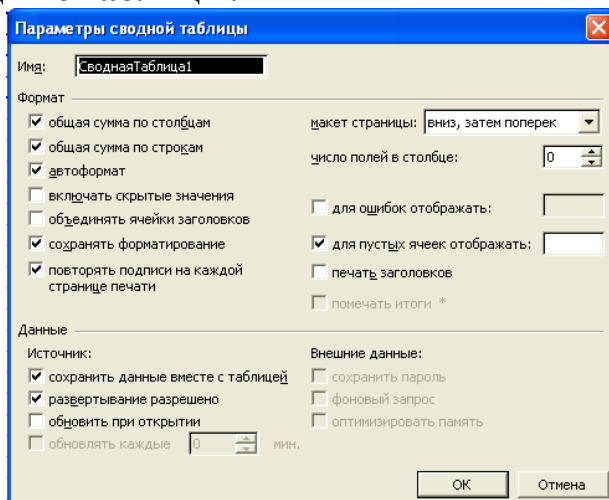 Параметры сводной таблицы
Имя: СводнаяТаблица1
Формат
общая сумма по столбцам
макет страницы: вниз, затем поперек
общая сумма по строкам
число полей в столбце: 0
автоформат
включать скрытые значения
для ошибок отображать:
объединять ячейки заголовков
сохранять форматирование
для пустых ячеек отображать:
повторять подписи на каждой
странице печати
печать заголовков
помечать итоги *
Данные
Источник:
Внешние данные:
сохранить данные вместе с таблицей
сохранить пароль
развертывание разрешено
фоновый запрос
обновить при открытии
оптимизировать память
обновлять каждые 0 мин.
ОК
Отмена